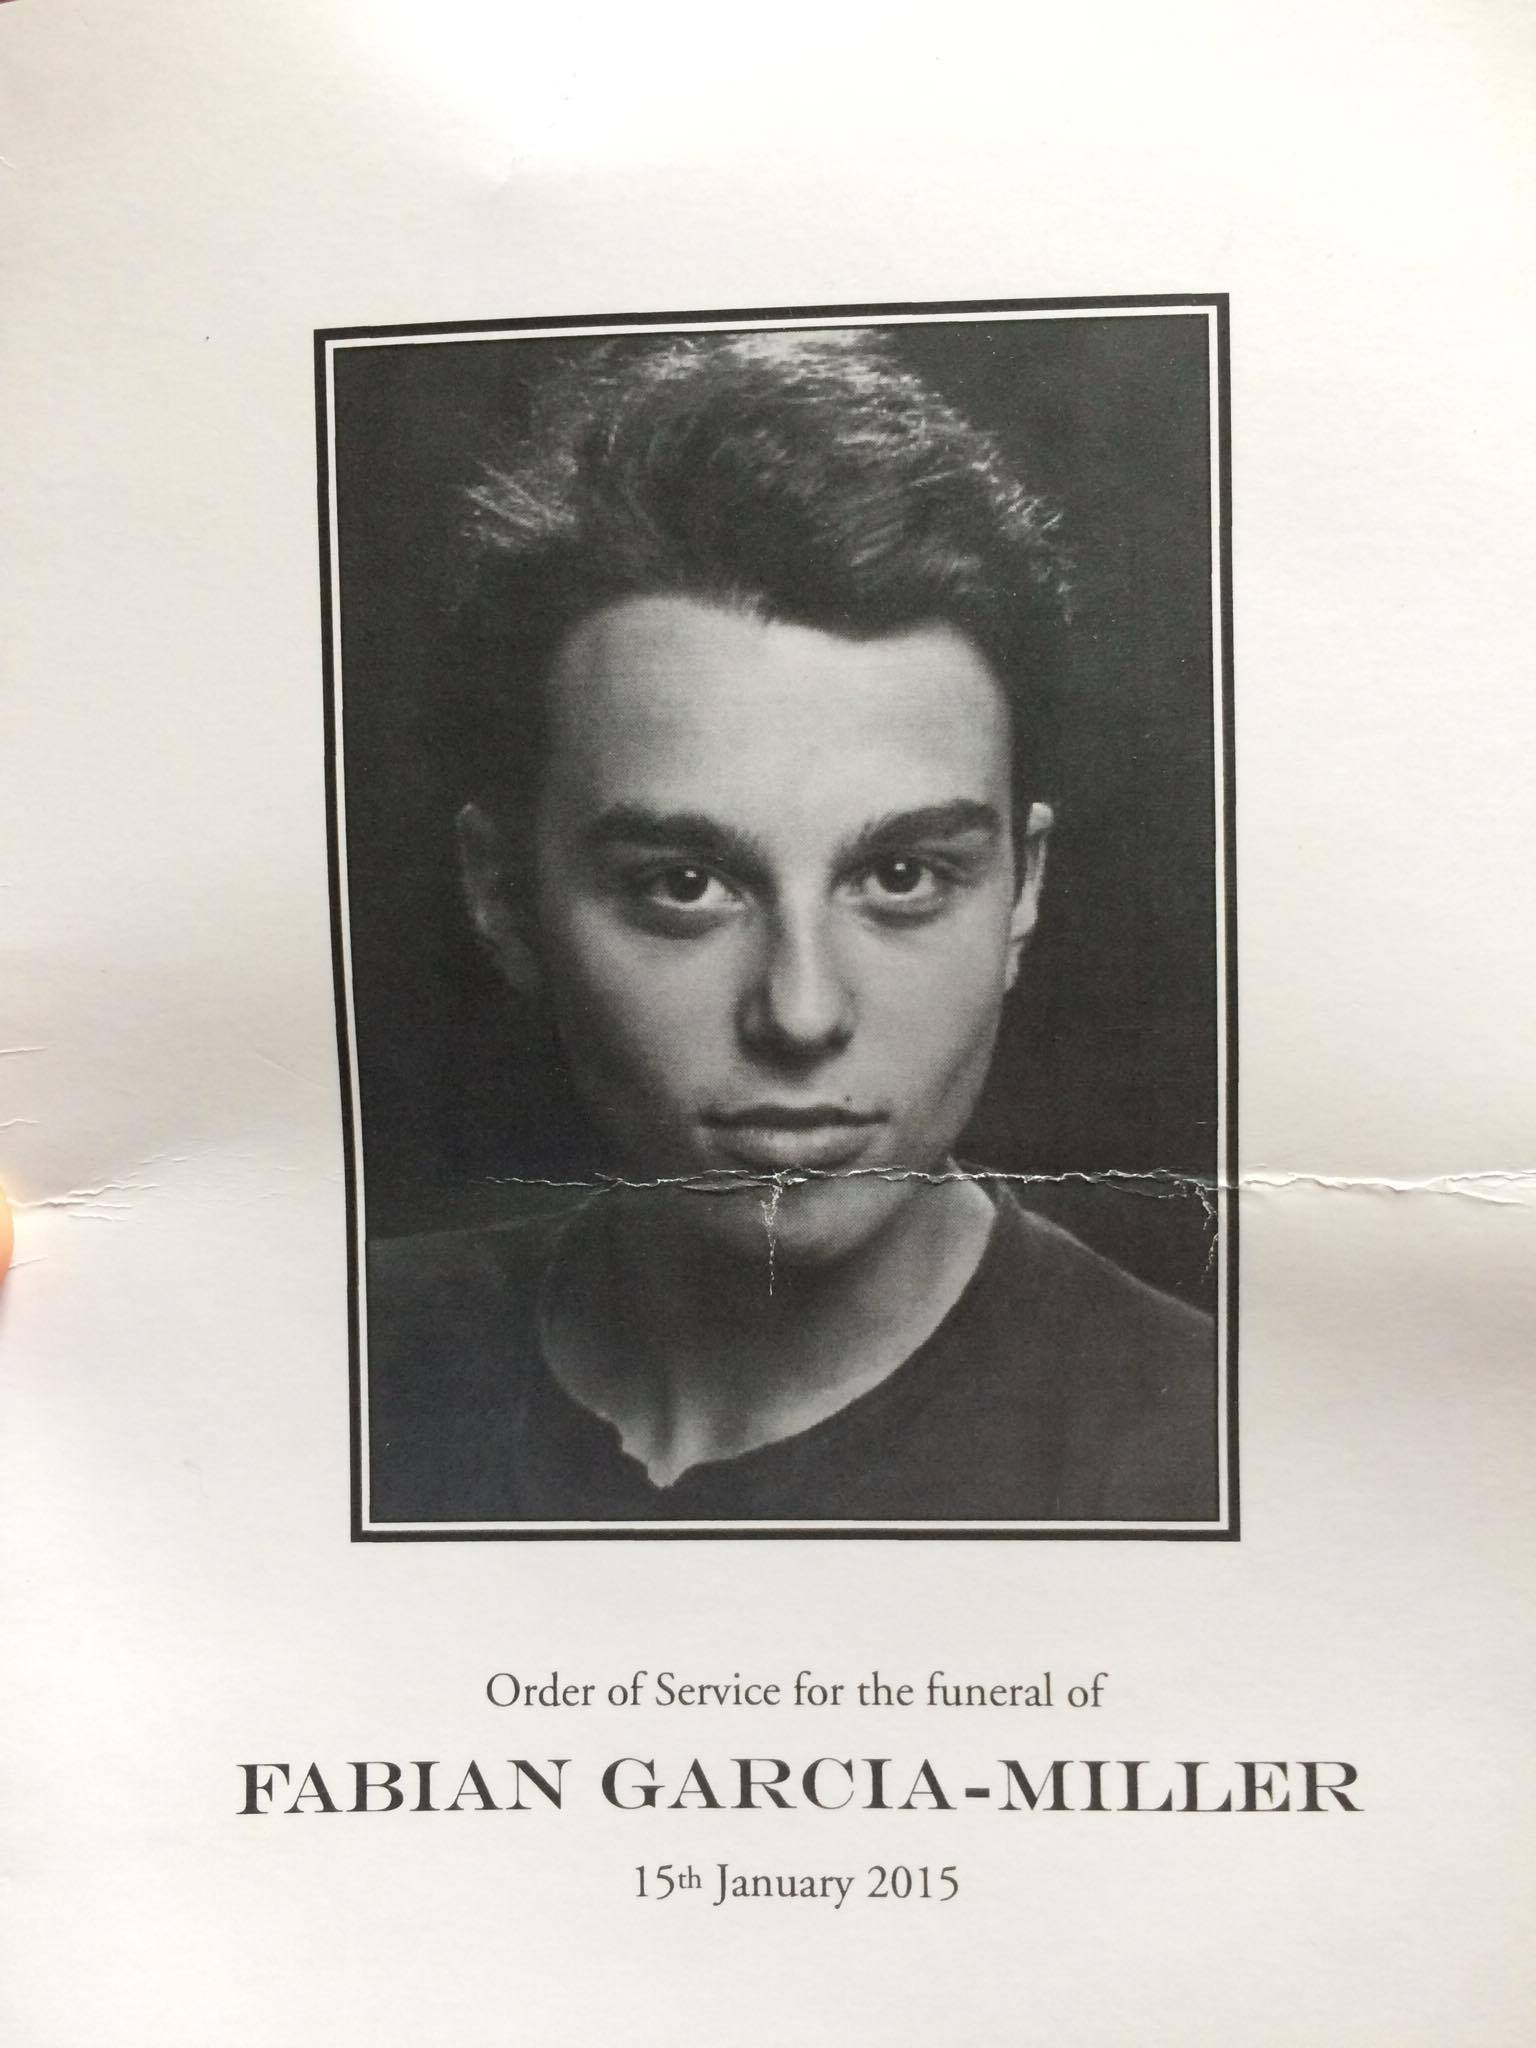 Order of Service for the funeral of
FABIAN GARCIA-MILLER
15th January 2015